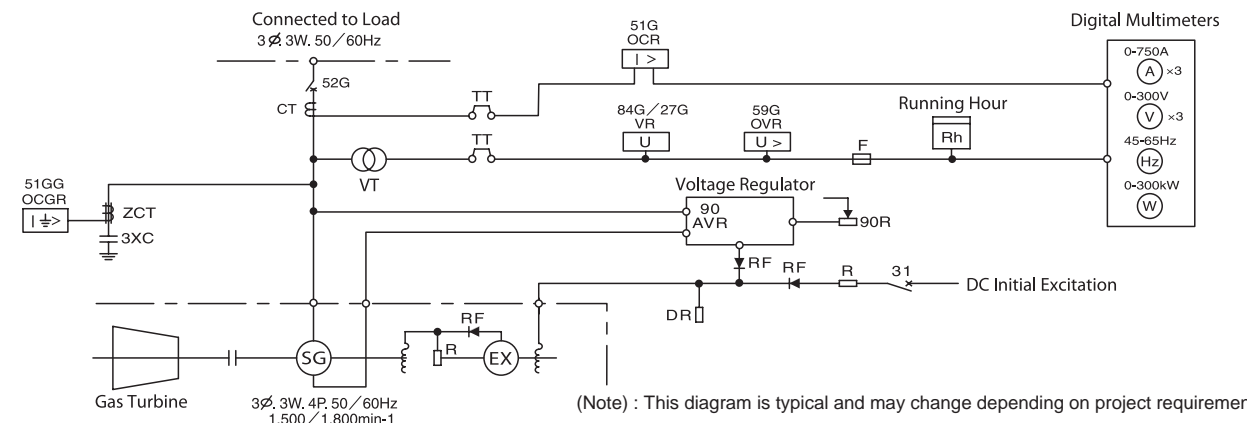 Connected to Load
3 Ø. 3W. 50／60Hz
Digital Multimeters
51G
OCR
I >
52G
CT
TT
0-750A
A ×3
84G／27G
VR
U
59G
OVR
U >
Running Hour
Rh
0-300V
V ×3
TT
F
45-65Hz
Hz
VT
0-300kW
W
51GG
OCGR
I >
ZCT
3XC
Voltage Regulator
90
AVR
90R
RF
RF
R
31
DC Initial Excitation
DR
RF
R
SG
EX
Gas Turbine
3Ø. 3W. 4P. 50／60Hz
1,500／1,800min-1
(Note) : This diagram is typical and may change depending on project